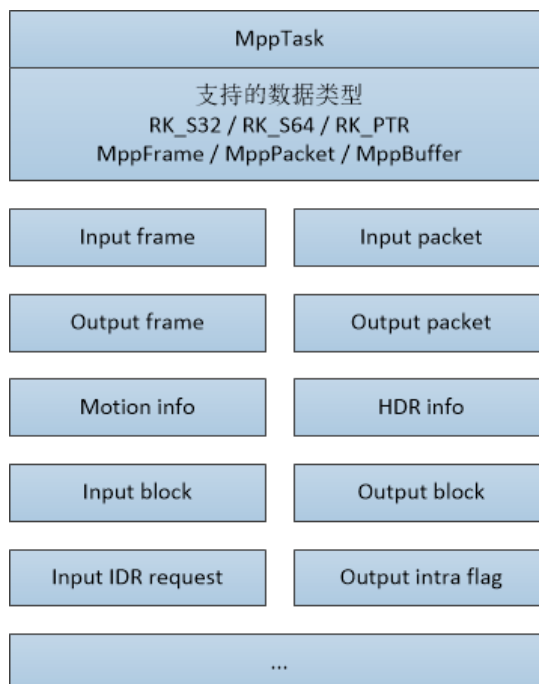 MppTask
支持的数据类型
RK_S32 / RK_S64 / RK_PTR
MppFrame / MppPacket / MppBuffer
Input frame
Input packet
Output frame
Output packet
Motion info
HDR info
Input block
Output block
Input IDR request
Output intra flag
...